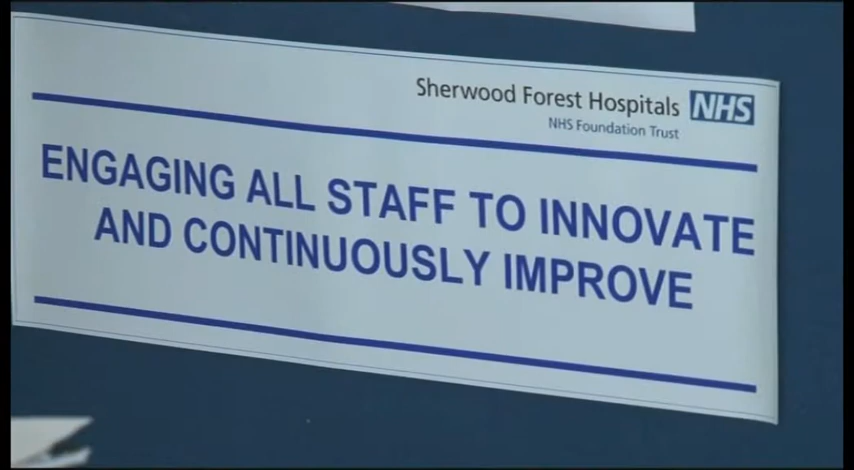 Sherwood Forest Hospitals NHS
NHS Foundation Trust
ENGAGING ALL STAFF TO INNOVATE
AND CONTINUOUSLY IMPROVE